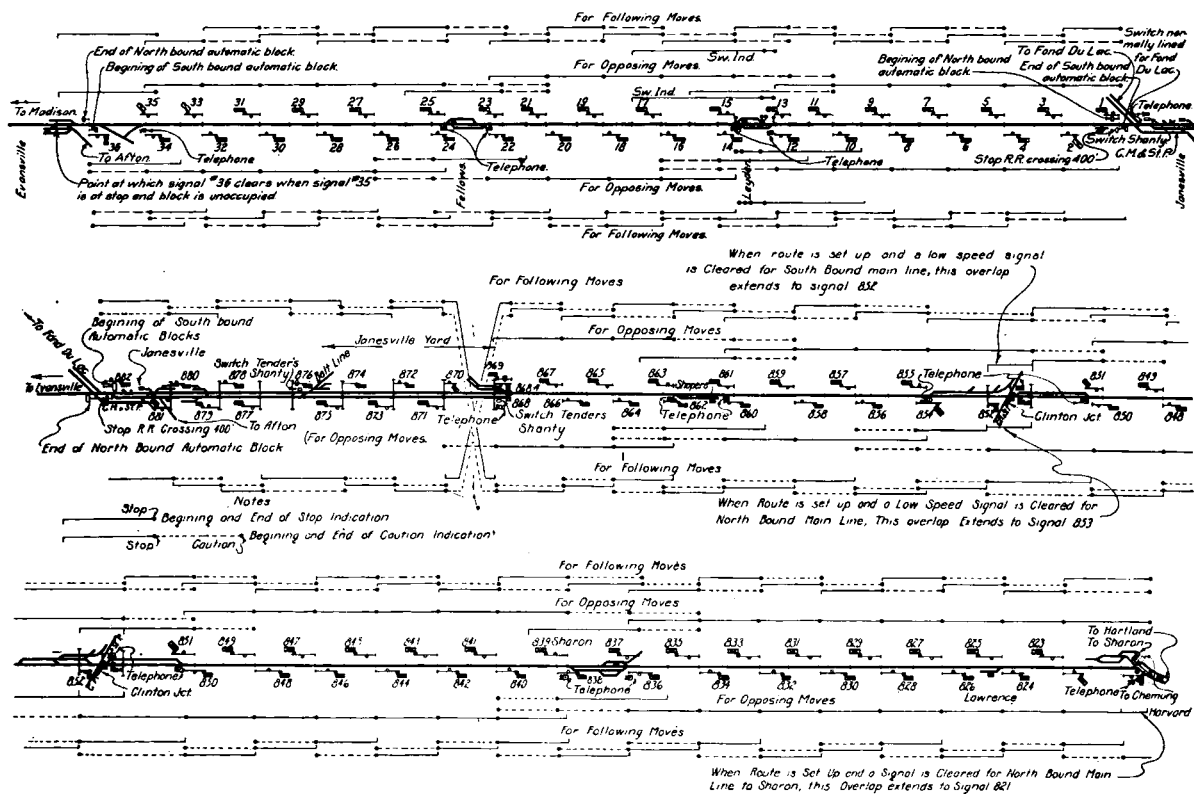 For Following Moves.
End of North bound automatic block.
Begining of South bound
automatic block.
Sw. Ind.
For Opposing Moves.
Sw. Ind.
Begining of North bound
automatic block.
To Fond Du Lac.
End of South bound
automatic block
Switch nor-
mally lined
for Fond
Du Lac.
Telephone.
To Madison.
35 33 31 29 27 25 23 21 19 17 15 13 11 9 7 5 3 1
36 34 32 30 28 26 24 22 20 18 16 14 12 10 8 6 4 2
To Afton
Telephone
Telephone.
Telephone
Stop R.R. crossing 400'
Switch Shanty
C.M.& St.P.
Evansville
Fellows.
Leyden.
Janesville
Point at which signal #36 clears when signal #35
is at stop end block is unoccupied
For Opposing Moves.
For Following Moves.
When route is set up and a low speed signal
is Cleared for South Bound main line, this overlap
extends to signal 852
For Following Moves
For Opposing Moves
To Fond Du Lac
Begining of South bound
Automatic Blocks
Janesville
Janesville Yard
Switch Tender's
Shanty
Belt Line
To Evansville
882 880 878 876 874 872 870 869 868A 867 865 863 861 859 857 855 851 849
Shopiere
Telephone
C.M.& St.P.
881 879 877 875 873 871 868 866 864 862 860 858 856 854 852 850 848
Stop R.R Crossing 400'
To Afton
(For Opposing Moves.
Telephone
Switch Tenders
Shanty
Telephone
Clinton Jct.
End of North Bound Automatic Block
For Following Moves
Notes
Stop
Begining and End of Stop Indication
Stop Caution
Begining and End of Caution Indication
When Route is set up and a Low Speed Signal is Cleared for
North Bound Main Line, This overlap Extends to Signal 853
For Following Moves
For Opposing Moves
851 849 847 845 843 841 839 Sharon 837 835 833 831 829 827 825 823
To Hartland
To Sharon
852 850 848 846 844 842 840 838 836 834 832 830 828 826 824
Telephone
Clinton Jct.
Telephone
Lawrence
Telephone
To Chemung
Harvard
For Opposing Moves
For Following Moves
When Route is Set Up and a Signal is Cleared for North Bound Main
Line to Sharon, this Overlap extends to Signal 821